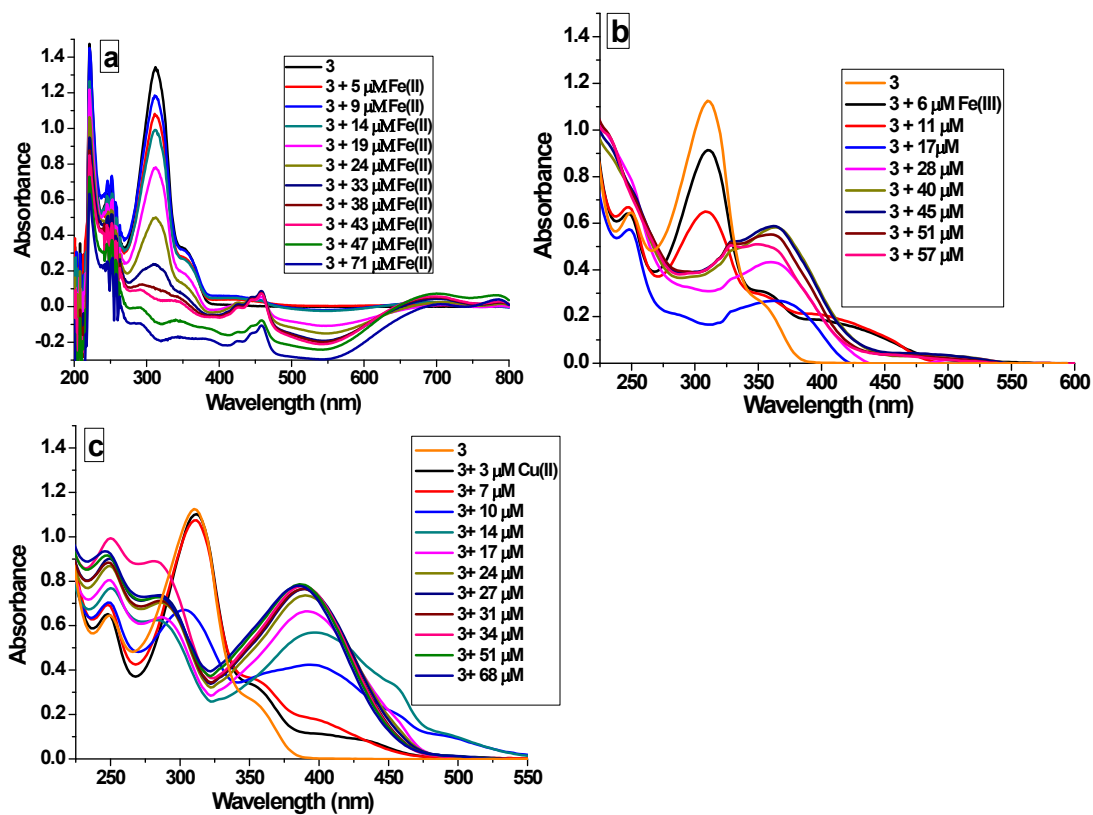 a
3
3 + 5 µM Fe(II)
3 + 9 µM Fe(II)
3 + 14 µM Fe(II)
3 + 19 µM Fe(II)
3 + 24 µM Fe(II)
3 + 33 µM Fe(II)
3 + 38 µM Fe(II)
3 + 43 µM Fe(II)
3 + 47 µM Fe(II)
3 + 71 µM Fe(II)
Absorbance
1.4
1.2
1.0
0.8
0.6
0.4
0.2
0.0
-0.2
200 300 400 500 600 700 800
Wavelength (nm)
b
3
3 + 6 µM Fe(III)
3 + 11 µM
3 + 17µM
3 + 28 µM
3 + 40 µM
3 + 45 µM
3 + 51 µM
3 + 57 µM
Absorbance
1.4
1.2
1.0
0.8
0.6
0.4
0.2
0.0
250 300 350 400 450 500 550 600
Wavelength (nm)
c
3
3+ 3 µM Cu(II)
3+ 7 µM
3+ 10 µM
3+ 14 µM
3+ 17 µM
3+ 24 µM
3+ 27 µM
3+ 31 µM
3+ 34 µM
3+ 51 µM
3+ 68 µM
Absorbance
1.4
1.2
1.0
0.8
0.6
0.4
0.2
0.0
250 300 350 400 450 500 550
Wavelength (nm)